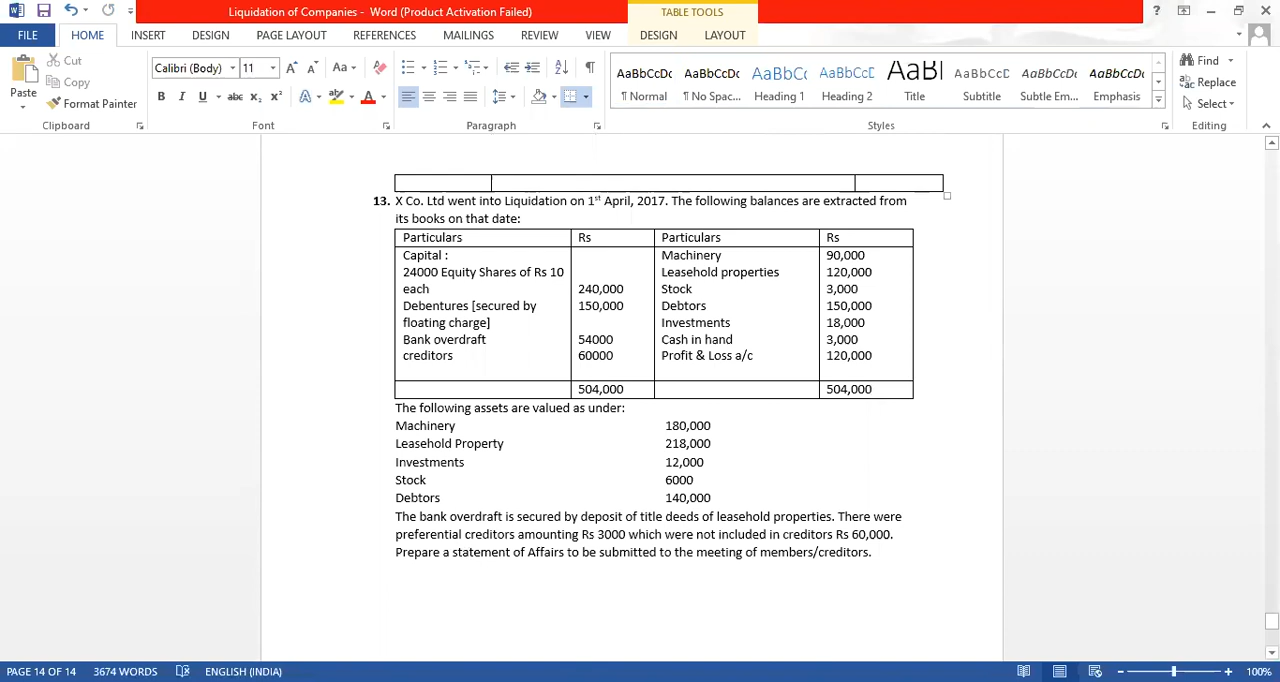 Liquidation of Companies - Word (Product Activation Failed)
TABLE TOOLS
FILE HOME INSERT DESIGN PAGE LAYOUT REFERENCES MAILINGS REVIEW VIEW DESIGN LAYOUT
Paste
Cut
Copy
Format Painter
Clipboard
Calibri (Body) 11
Font
Paragraph
AaBbCcDc AaBbCcDc AaBbCc AaBbCcD AaB AaBbCcD AaBbCcDc AaBbCcDc
¶ Normal ¶ No Spac... Heading 1 Heading 2 Title Subtitle Subtle Em... Emphasis
Styles
Find
Replace
Select
Editing
13. X Co. Ltd went into Liquidation on 1st April, 2017. The following balances are extracted from
its books on that date:
Particulars Rs Particulars Rs
Capital : Machinery 90,000
24000 Equity Shares of Rs 10 Leasehold properties 120,000
each 240,000 Stock 3,000
Debentures [secured by 150,000 Debtors 150,000
floating charge] Investments 18,000
Bank overdraft 54000 Cash in hand 3,000
creditors 60000 Profit & Loss a/c 120,000
504,000 504,000
The following assets are valued as under:
Machinery 180,000
Leasehold Property 218,000
Investments 12,000
Stock 6000
Debtors 140,000
The bank overdraft is secured by deposit of title deeds of leasehold properties. There were
preferential creditors amounting Rs 3000 which were not included in creditors Rs 60,000.
Prepare a statement of Affairs to be submitted to the meeting of members/creditors.
PAGE 14 OF 14 3674 WORDS ENGLISH (INDIA) 100%